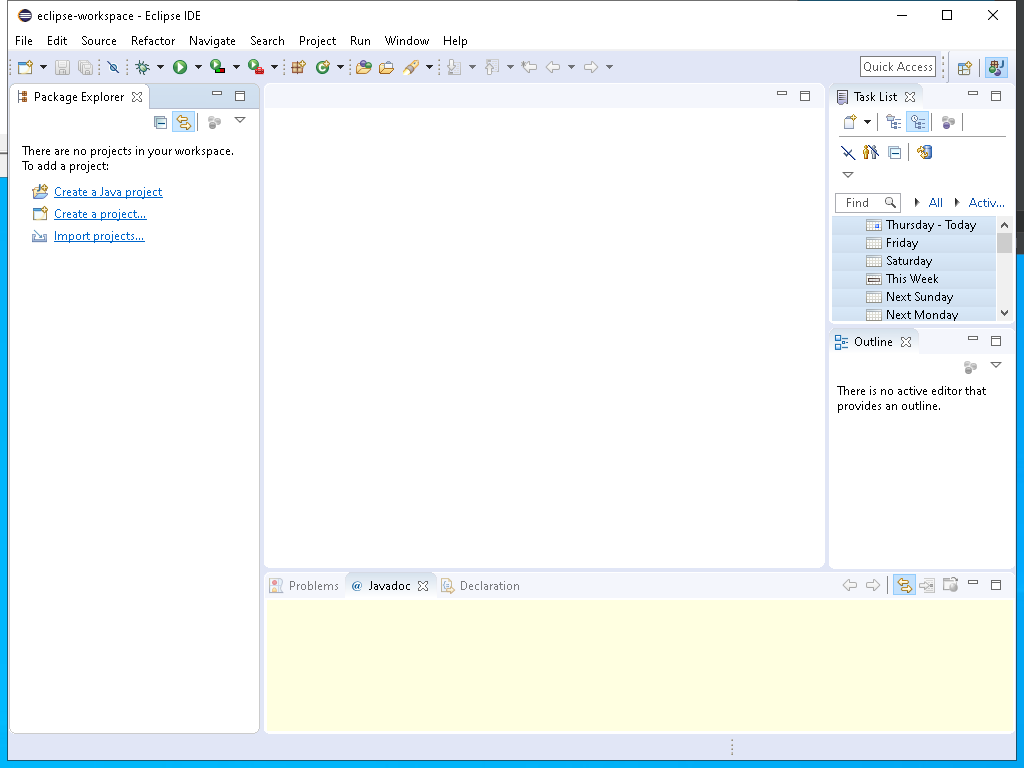 eclipse-workspace - Eclipse IDE
File Edit Source Refactor Navigate Search Project Run Window Help
Quick Access
Package Explorer
There are no projects in your workspace.
To add a project:
Create a Java project
Create a project...
Import projects...
Task List
Find All Activ...
Thursday - Today
Friday
Saturday
This Week
Next Sunday
Next Monday
Outline
There is no active editor that
provides an outline.
Problems @ Javadoc Declaration